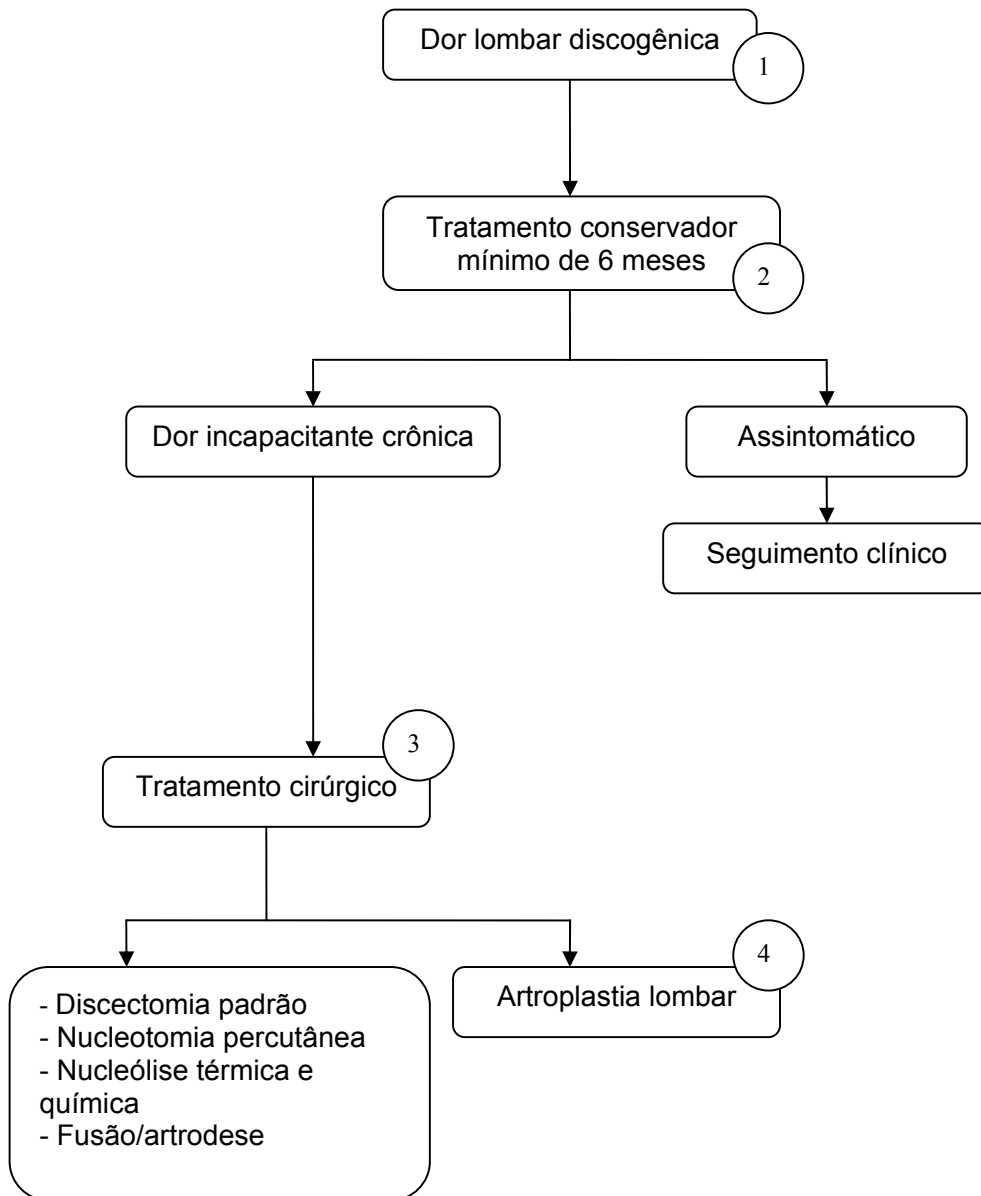 Dor lombar discogênica
1
Tratamento conservador
mínimo de 6 meses
2
Dor incapacitante crônica
Assintomático
Seguimento clínico
3
Tratamento cirúrgico
4
- Discectomia padrão
- Nucleotomia percutânea
- Nucleólise térmica e
química
- Fusão/artrodese
Artroplastia lombar